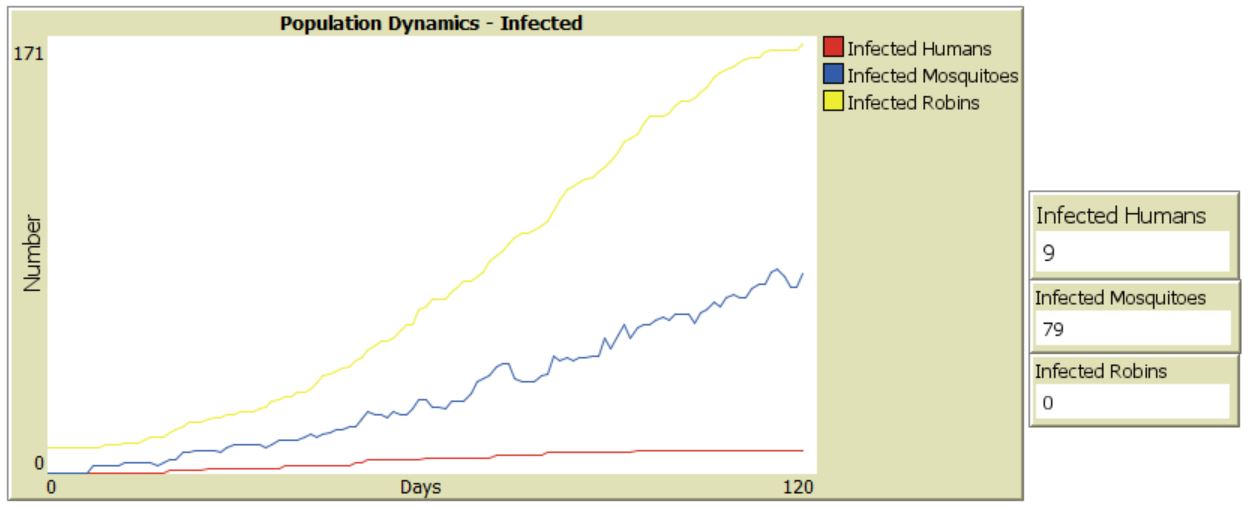 Population Dynamics - Infected
171
Number
0
0
Days
120
Infected Humans
Infected Mosquitoes
Infected Robins
Infected Humans
9
Infected Mosquitoes
79
Infected Robins
0